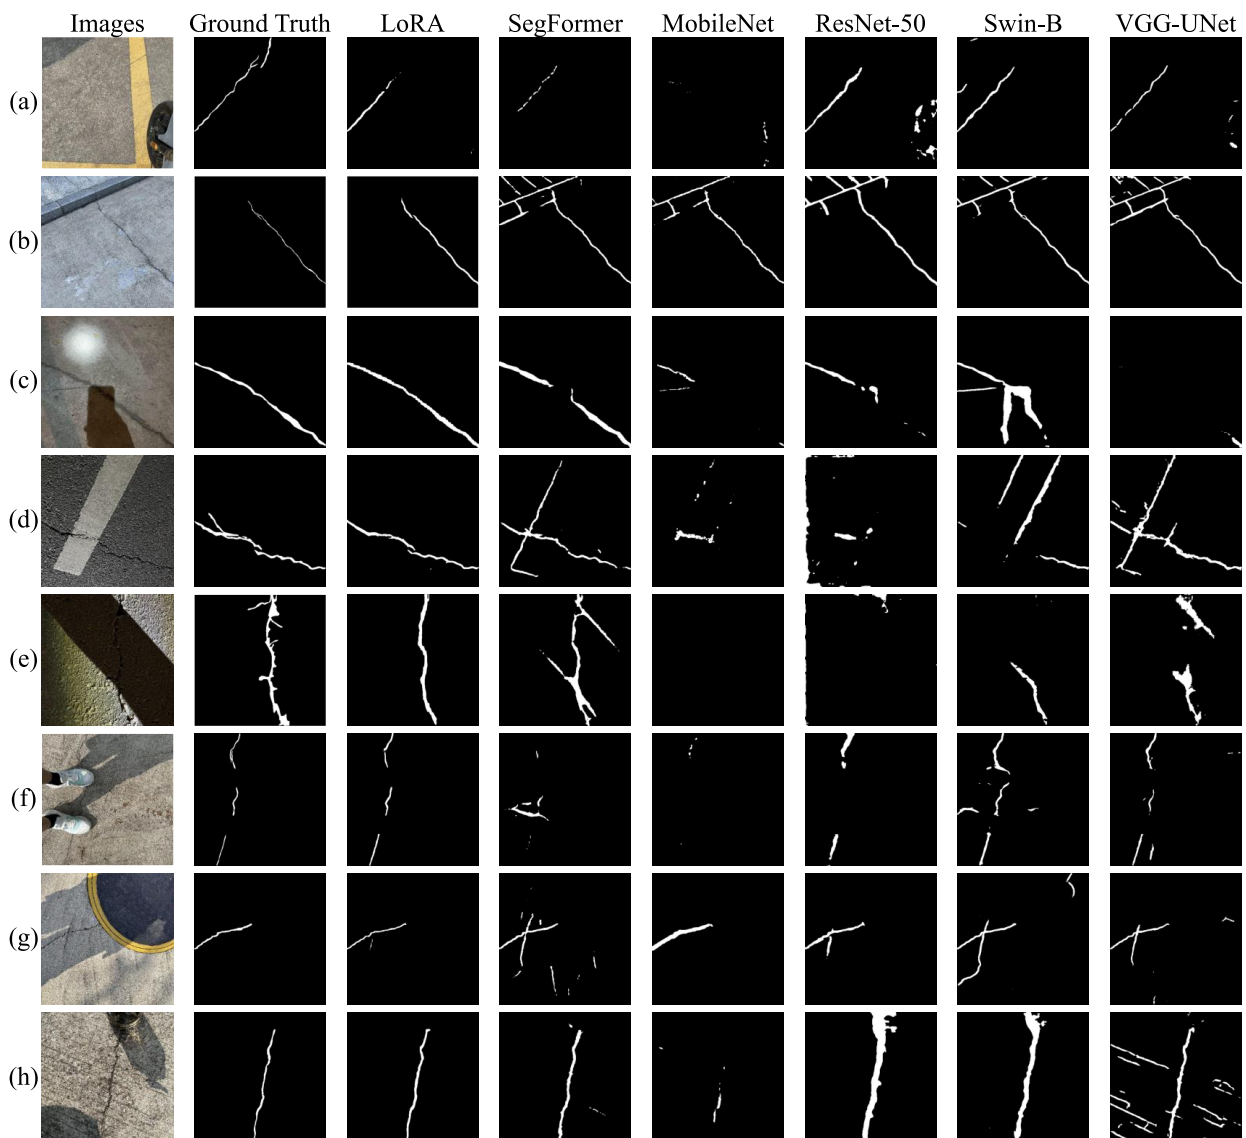 Images Ground Truth LoRA SegFormer MobileNet ResNet-50 Swin-B VGG-UNet
(a)
(b)
(c)
(d)
(e)
(f)
(g)
(h)